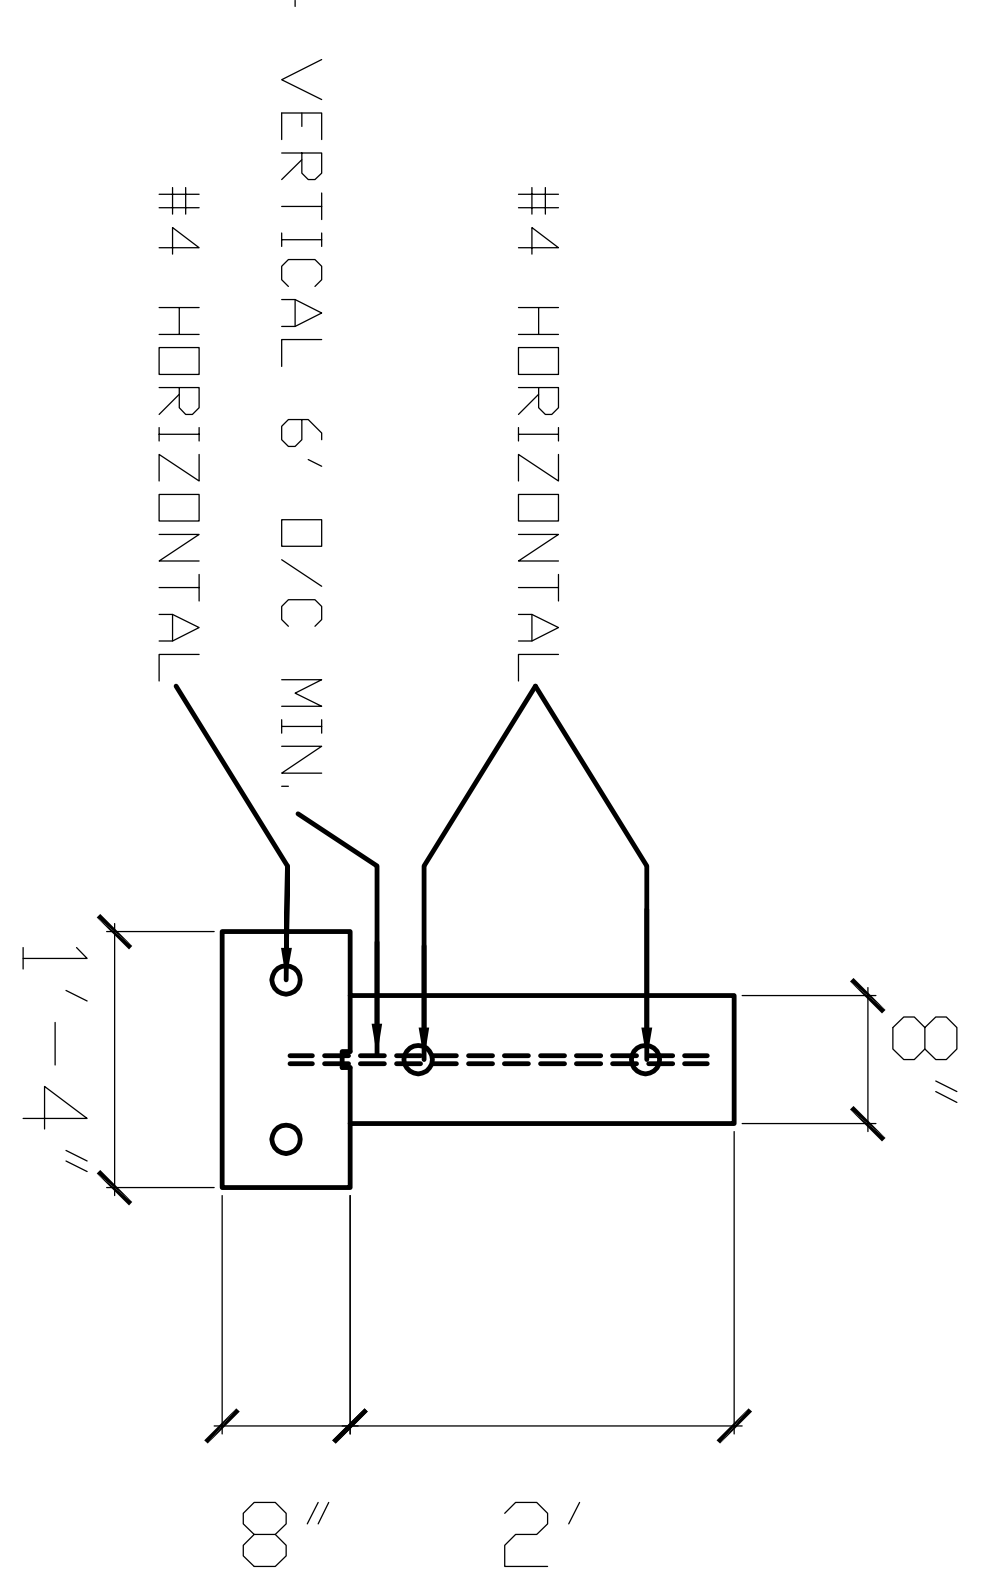 8"
#4 HORIZONTAL
2'
VERTICAL 6' O/C MIN.
8"
#4 HORIZONTAL
1'-4"